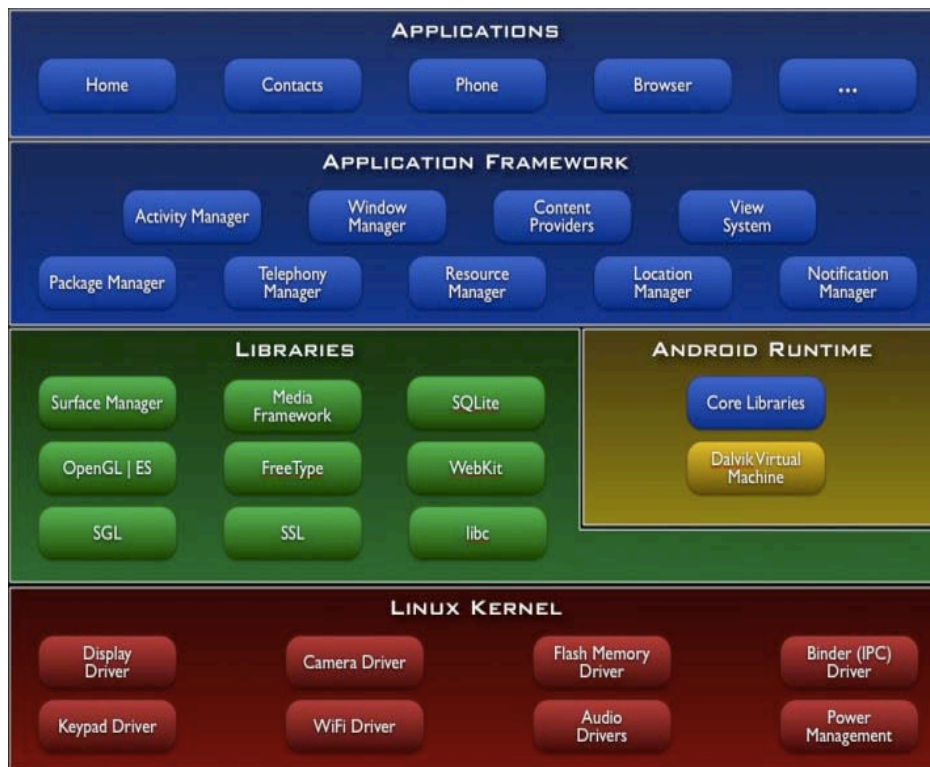 APPLICATIONS
Home
Contacts
Phone
Browser
...
APPLICATION FRAMEWORK
Activity Manager
Window
Manager
Content
Providers
View
System
Package Manager
Telephony
Manager
Resource
Manager
Location
Manager
Notification
Manager
LIBRARIES
Surface Manager
Media
Framework
SQLite
OpenGL | ES
FreeType
WebKit
SGL
SSL
libc
ANDROID RUNTIME
Core Libraries
Dalvik Virtual
Machine
LINUX KERNEL
Display
Driver
Camera Driver
Flash Memory
Driver
Binder (IPC)
Driver
Keypad Driver
WiFi Driver
Audio
Drivers
Power
Management